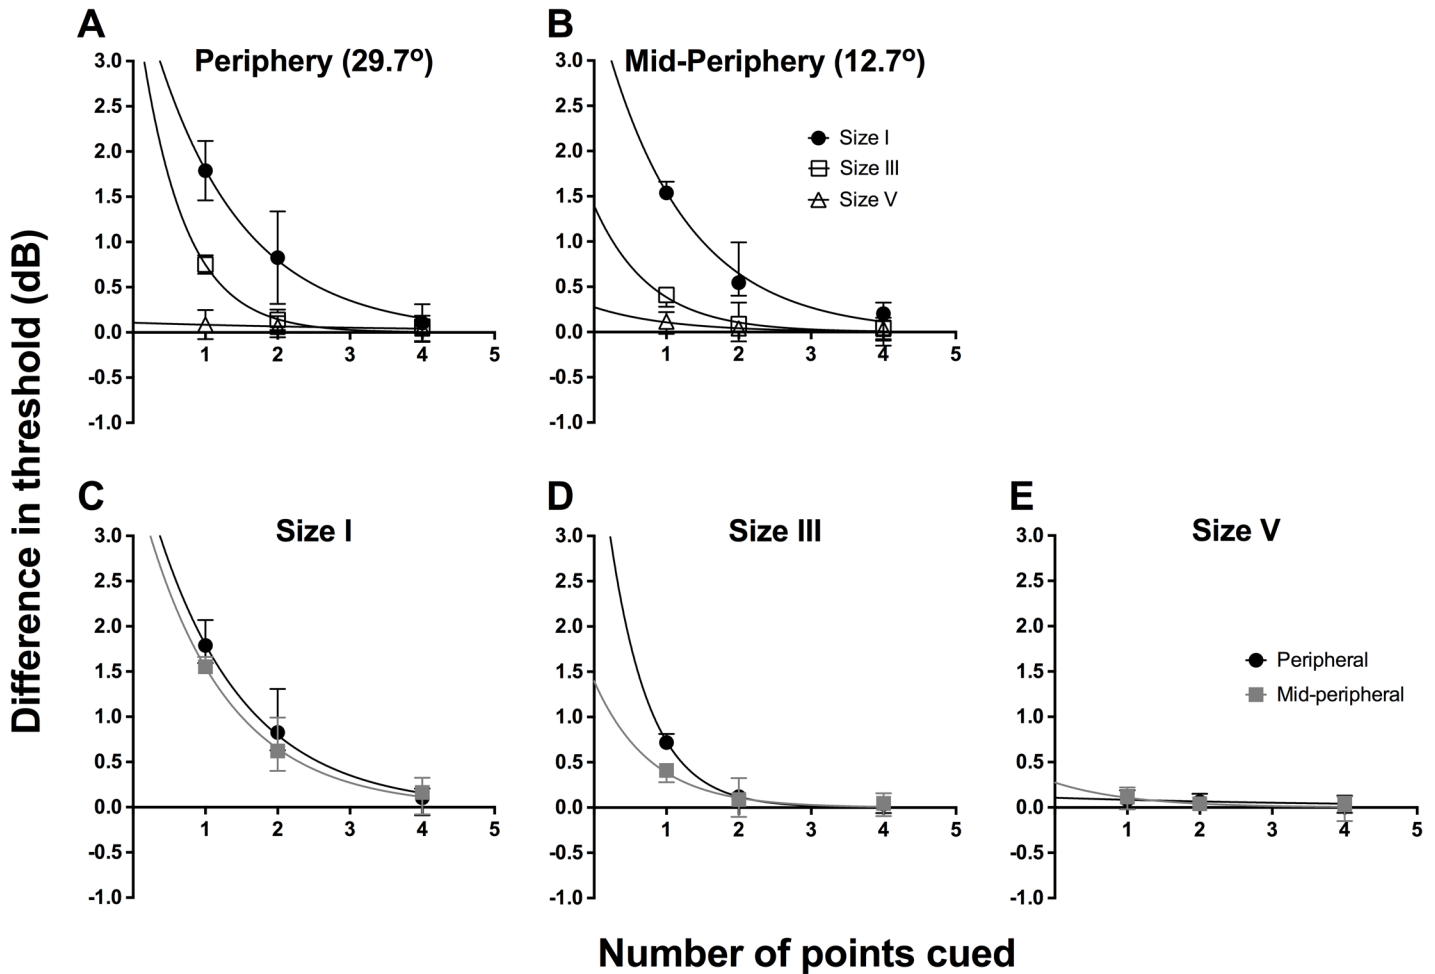 A
Periphery (29.7º)
3.0
2.5
2.0
1.5
1.0
0.5
0.0
-0.5
-1.0
1 2 3 4 5
B
Mid-Periphery (12.7º)
3.0
2.5
2.0
1.5
1.0
0.5
0.0
-0.5
-1.0
1 2 3 4 5
Size I
Size III
Size V
Difference in threshold (dB)
C
Size I
3.0
2.5
2.0
1.5
1.0
0.5
0.0
-0.5
-1.0
1 2 3 4 5
D
Size III
3.0
2.5
2.0
1.5
1.0
0.5
0.0
-0.5
-1.0
1 2 3 4 5
E
Size V
3.0
2.5
2.0
1.5
1.0
0.5
0.0
-0.5
-1.0
1 2 3 4 5
Peripheral
Mid-peripheral
Number of points cued